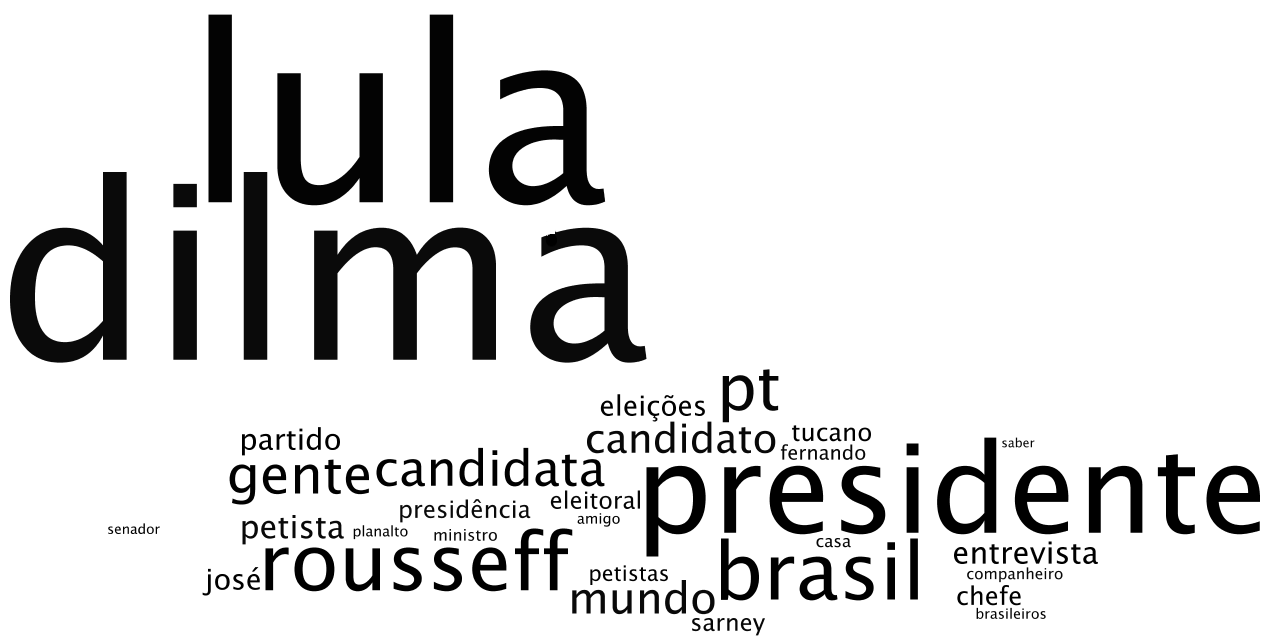 lula
dilma
pt
eleições
partido candidato tucano
saber
gente candidata fernando
presidente
presidência eleitoral
amigo
senador petista planalto ministro
casa
rousseff brasil entrevista
josé petistas companheiro
mundo chefe
brasileiros
sarney